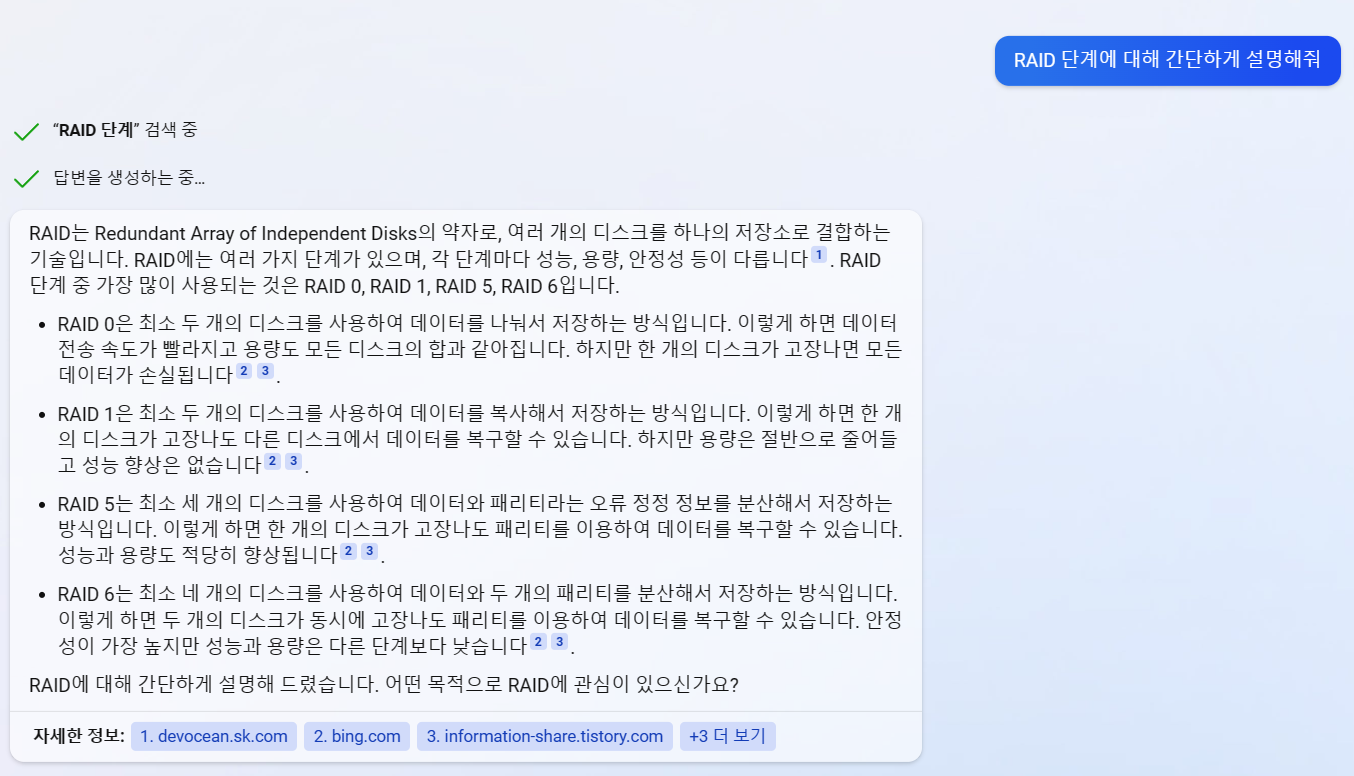 RAID 단계에 대해 간단하게 설명해줘
“RAID 단계” 검색 중
답변을 생성하는 중...
RAID는 Redundant Array of Independent Disks의 약자로, 여러 개의 디스크를 하나의 저장소로 결합하는
기술입니다. RAID에는 여러 가지 단계가 있으며, 각 단계마다 성능, 용량, 안정성 등이 다릅니다 1 . RAID
단계 중 가장 많이 사용되는 것은 RAID 0, RAID 1, RAID 5, RAID 6입니다.
• RAID 0은 최소 두 개의 디스크를 사용하여 데이터를 나눠서 저장하는 방식입니다. 이렇게 하면 데이터
전송 속도가 빨라지고 용량도 모든 디스크의 합과 같아집니다. 하지만 한 개의 디스크가 고장나면 모든
데이터가 손실됩니다 2 3 .
• RAID 1은 최소 두 개의 디스크를 사용하여 데이터를 복사해서 저장하는 방식입니다. 이렇게 하면 한 개
의 디스크가 고장나도 다른 디스크에서 데이터를 복구할 수 있습니다. 하지만 용량은 절반으로 줄어들
고 성능 향상은 없습니다 2 3 .
• RAID 5는 최소 세 개의 디스크를 사용하여 데이터와 패리티라는 오류 정정 정보를 분산해서 저장하는
방식입니다. 이렇게 하면 한 개의 디스크가 고장나도 패리티를 이용하여 데이터를 복구할 수 있습니다.
성능과 용량도 적당히 향상됩니다 2 3 .
• RAID 6는 최소 네 개의 디스크를 사용하여 데이터와 두 개의 패리티를 분산해서 저장하는 방식입니다.
이렇게 하면 두 개의 디스크가 동시에 고장나도 패리티를 이용하여 데이터를 복구할 수 있습니다. 안정
성이 가장 높지만 성능과 용량은 다른 단계보다 낮습니다 2 3 .
RAID에 대해 간단하게 설명해 드렸습니다. 어떤 목적으로 RAID에 관심이 있으신가요?
자세한 정보: 1. devocean.sk.com 2. bing.com 3. information-share.tistory.com +3 더 보기